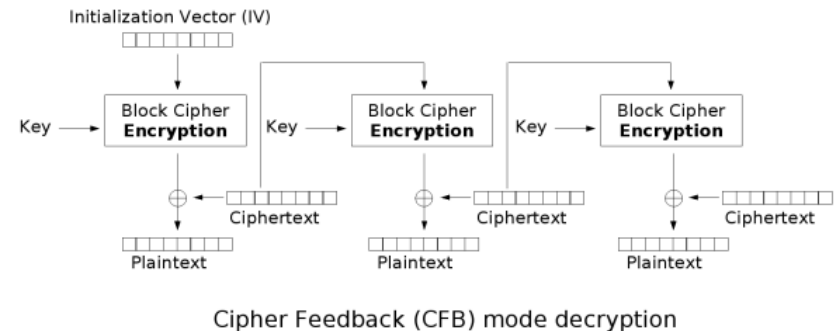 Initialization Vector (IV)
Key
Block Cipher
Encryption
Key
Block Cipher
Encryption
Key
Block Cipher
Encryption
Ciphertext
Ciphertext
Ciphertext
Plaintext
Plaintext
Plaintext
Cipher Feedback (CFB) mode decryption